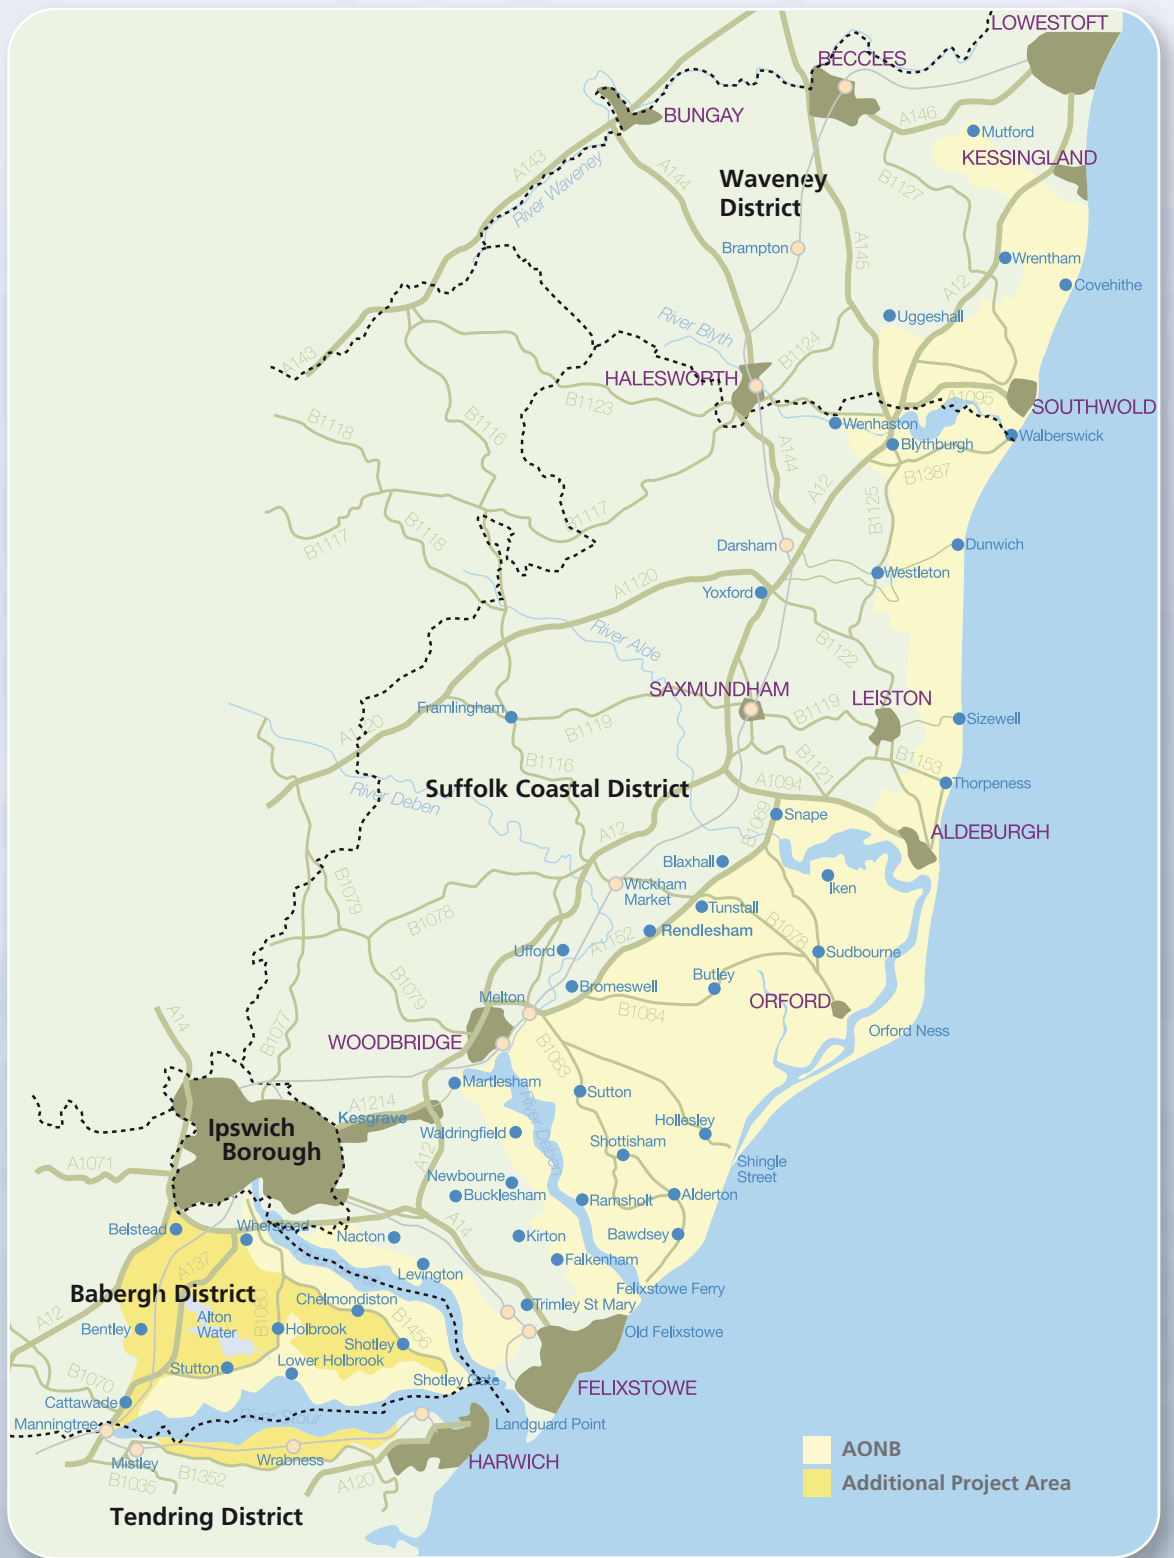 LOWESTOFT
BECCLES
BUNGAY
A146
Mutford
KESSINGLAND
A143
River Waveney
A144
Waveney
District
B1127
Brampton
A145
Wrentham
A12
Covehithe
Uggeshall
River Blyth
B1124
A143
HALESWORTH
B1123
A1095
SOUTHWOLD
B1118
B1116
Wenhaston
Walberswick
Blythburgh
A144
A12
B1387
B1125
B1117
B1118
B1117
Darsham
Dunwich
Westleton
A1120
Yoxford
River Alde
B1122
SAXMUNDHAM
LEISTON
Framlingham
B1119
B1119
Sizewell
A1120
B1116
B1121
B1153
Suffolk Coastal District
A1094
Thorpeness
River Deben
B1069
Snape
A12
ALDEBURGH
Blaxhall
B1079
Wickham
Market
Iken
Tunstall
B1078
B1078
Rendlesham
Ufford
A1152
Sudbourne
B1079
Melton
Bromeswell
Butley
ORFORD
B1084
A14
B1077
WOODBRIDGE
B1083
Orford Ness
Martlesham
Sutton
A1214
Kesgrave
River Deben
Hollesley
Ipswich
Borough
Waldringfield
Shottisham
A12
A1071
Shingle
Street
Newbourne
Bucklesham
Ramsholt
Alderton
Belstead
Wherstead
Nacton
A14
Kirton
Bawdsey
A137
Levington
Falkenham
Babergh District
Felixstowe Ferry
Chelmondiston
Trimley St Mary
A12
Alton
Water
B1080
B1456
Bentley
Holbrook
Old Felixstowe
Shotley
Stutton
Lower Holbrook
B1070
Shotley Gate
FELIXSTOWE
Cattawade
River Stour
Manningtree
Landguard Point
AONB
Mistley
Wrabness
HARWICH
B1035
B1352
A120
Additional Project Area
Tendring District